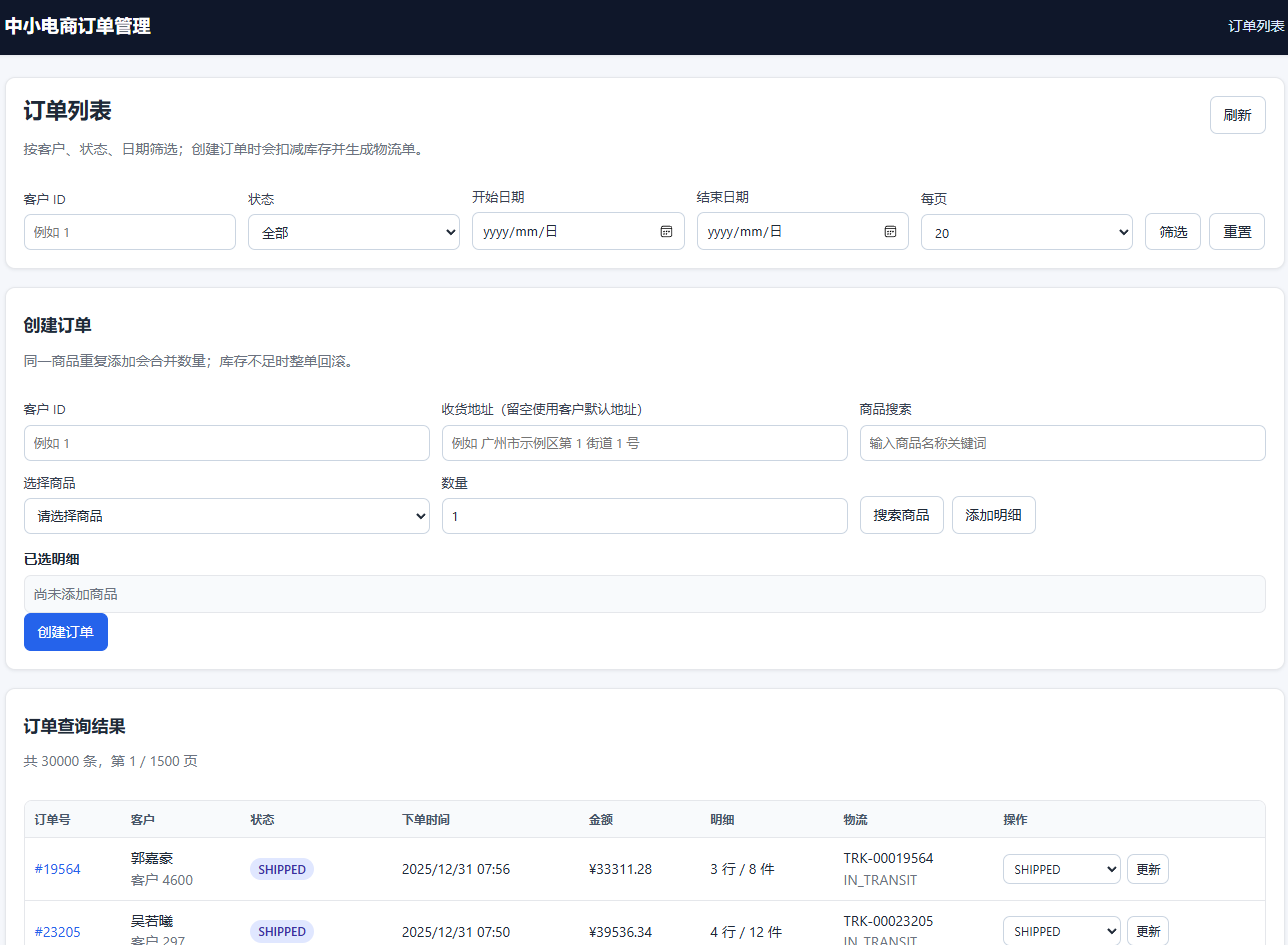 中小电商订单管理
订单列表
订单列表
刷新
按客户、状态、日期筛选；创建订单时会扣减库存并生成物流单。
客户 ID 状态 开始日期 结束日期 每页
例如 1 全部 yyyy/mm/日 yyyy/mm/日 20 筛选 重置
创建订单
同一商品重复添加会合并数量；库存不足时整单回滚。
客户 ID 收货地址（留空使用客户默认地址） 商品搜索
例如 1 例如 广州市示例区第 1 街道 1 号 输入商品名称关键词
选择商品 数量
请选择商品 1 搜索商品 添加明细
已选明细
尚未添加商品
创建订单
订单查询结果
共 30000 条，第 1 / 1500 页
订单号 客户 状态 下单时间 金额 明细 物流 操作
#19564 郭嘉豪 SHIPPED 2025/12/31 07:56 ¥33311.28 3 行 / 8 件 TRK-00019564 SHIPPED 更新
客户 4600 IN_TRANSIT
#23205 吴若曦 SHIPPED 2025/12/31 07:50 ¥39536.34 4 行 / 12 件 TRK-00023205 SHIPPED 更新
客户 297 IN_TRANSIT